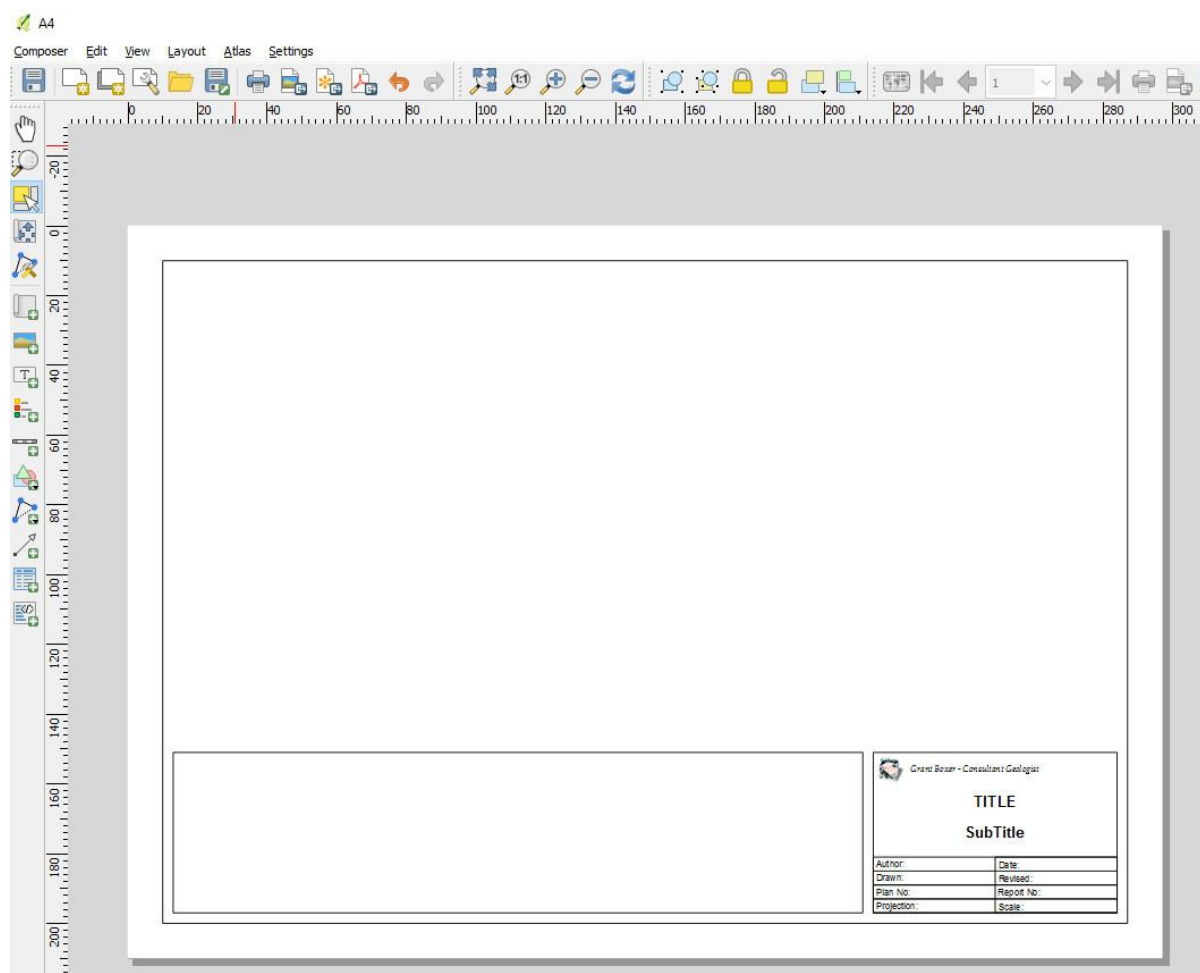 A4
Composer Edit View Layout Atlas Settings
1:1 1
0 20 40 60 80 100 120 140 160 180 200 220 240 260 280 300
-20
0
20
40
60
80
100
120
140
160
180
200
T
Grant Boxer - Consultant Geologist
TITLE
SubTitle
Author: Date:
Drawn: Revised:
Plan No: Report No:
Projection: Scale: